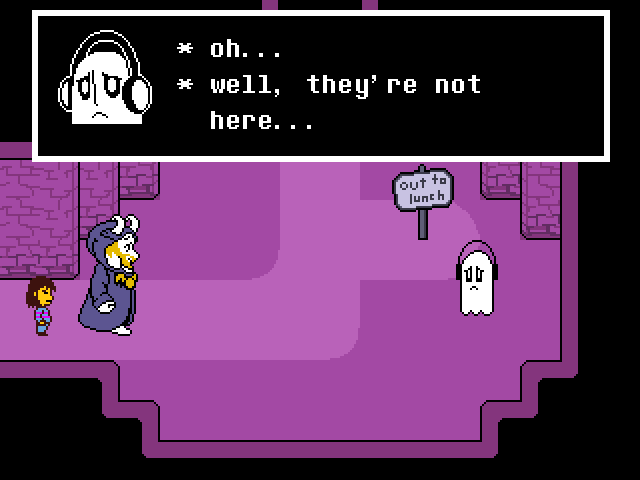 * oh...
* well, they're not
here...
out to
lunch